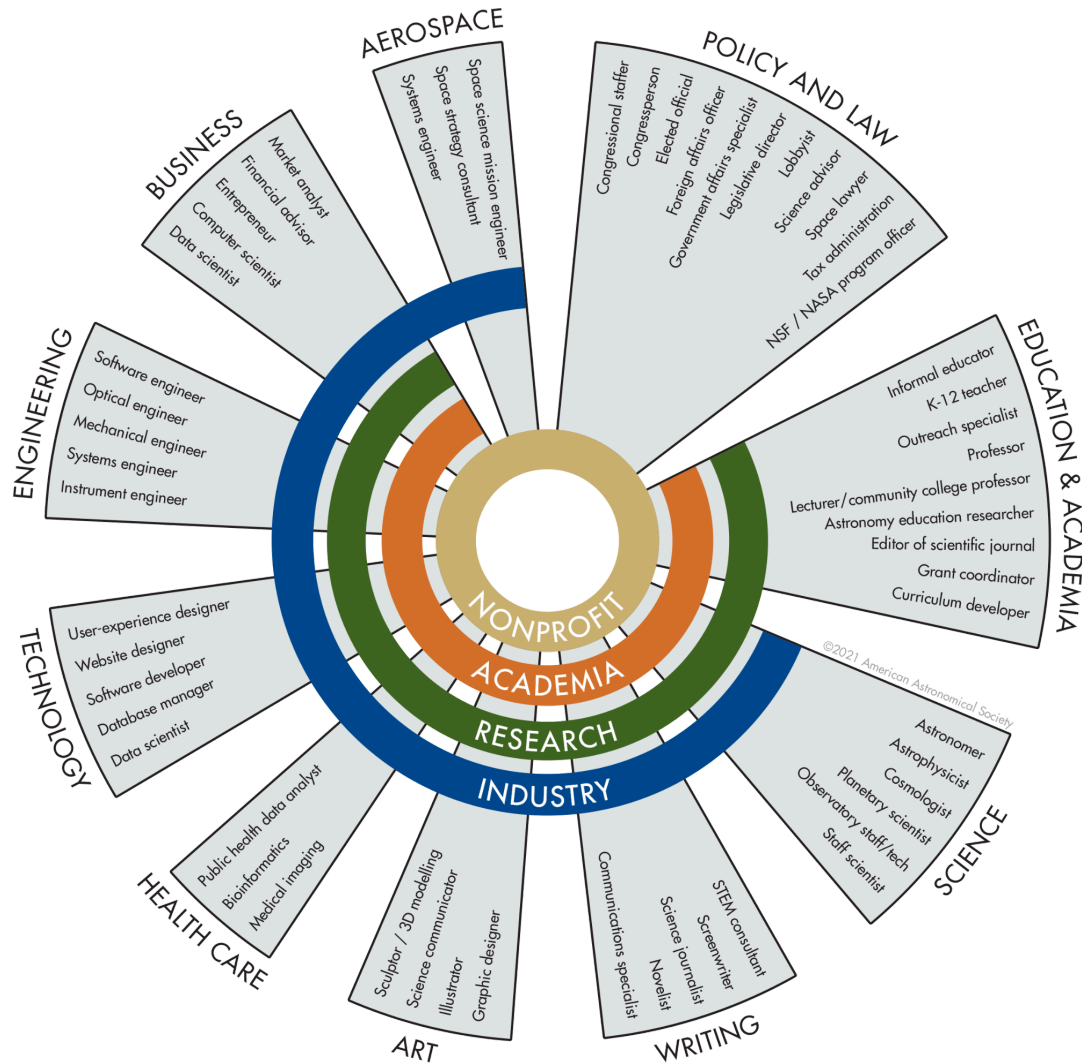 AEROSPACE
Systems engineer
Space strategy consultant
Space science mission engineer
POLICY AND LAW
Congressional staffer
Congressperson
Elected official
Foreign affairs officer
Government affairs specialist
Legislative director
Lobbyist
Science advisor
Space lawyer
Tax administration
NSF / NASA program officer
EDUCATION & ACADEMIA
Informal educator
K-12 teacher
Outreach specialist
Professor
Lecturer/community college professor
Astronomy education researcher
Editor of scientific journal
Grant coordinator
Curriculum developer
©2021 American Astronomical Society
SCIENCE
Astronomer
Astrophysicist
Cosmologist
Planetary scientist
Observatory staff/tech
Staff scientist
WRITING
STEM consultant
Screenwriter
Science journalist
Novelist
Communications specialist
ART
Graphic designer
Illustrator
Science communicator
Sculptor / 3D modelling
HEALTH CARE
Medical imaging
Bioinformatics
Public health data analyst
TECHNOLOGY
User-experience designer
Website designer
Software developer
Database manager
Data scientist
ENGINEERING
Software engineer
Optical engineer
Mechanical engineer
Systems engineer
Instrument engineer
BUSINESS
Market analyst
Financial advisor
Entrepreneur
Computer scientist
Data scientist
NONPROFIT
ACADEMIA
RESEARCH
INDUSTRY